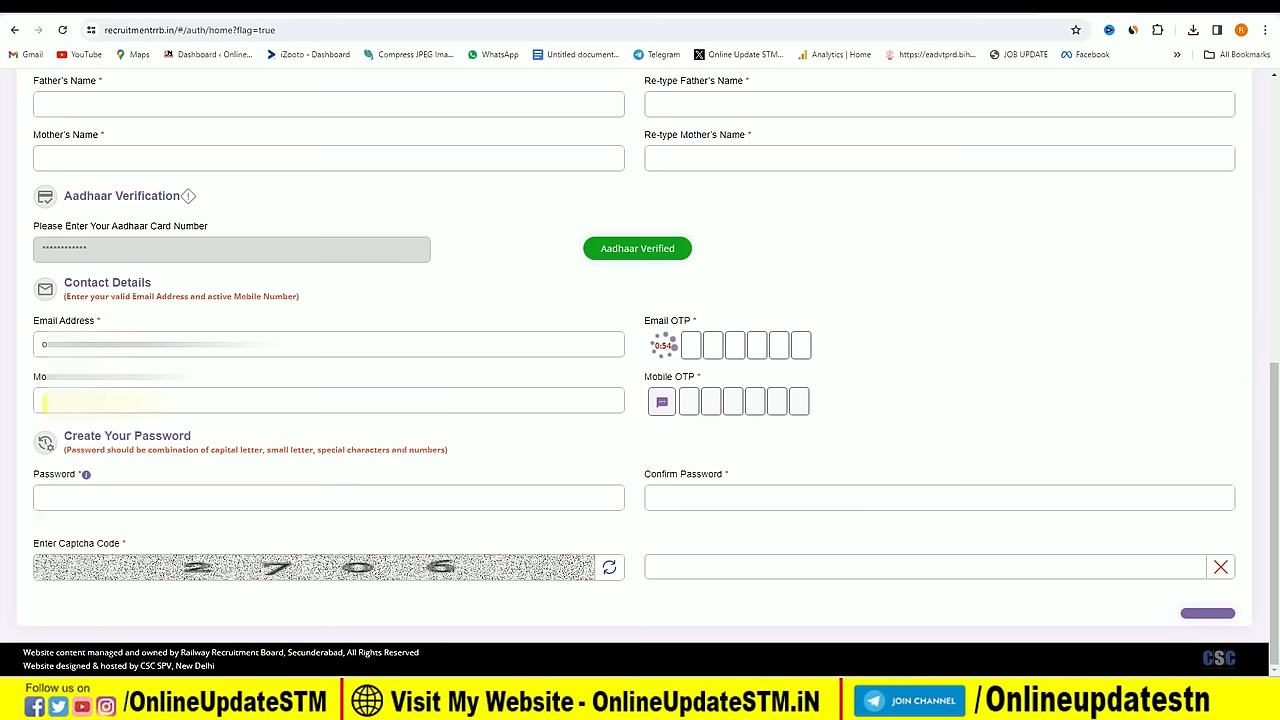 recruitmentrrb.in/#/auth/home?flag=true
Gmail YouTube Maps Dashboard ‹ Online... iZooto - Dashboard Compress JPEG Ima... WhatsApp Untitled document... Telegram Online Update STM... Analytics | Home https://eadvtprd.bih... JOB UPDATE Facebook » All Bookmarks
Father's Name * Re-type Father's Name *
Mother's Name * Re-type Mother's Name *
Aadhaar Verification
Please Enter Your Aadhaar Card Number
************ Aadhaar Verified
Contact Details
(Enter your valid Email Address and active Mobile Number)
Email Address * Email OTP *
o 0:54
Mo Mobile OTP *
Create Your Password
(Password should be combination of capital letter, small letter, special characters and numbers)
Password * Confirm Password *
Enter Captcha Code *
2 7 0 6
Website content managed and owned by Railway Recruitment Board, Secunderabad, All Rights Reserved
Website designed & hosted by CSC SPV, New Delhi
CSC
Follow us on
/OnlineUpdateSTM Visit My Website - OnlineUpdateSTM.iN JOIN CHANNEL /Onlineupdatestn